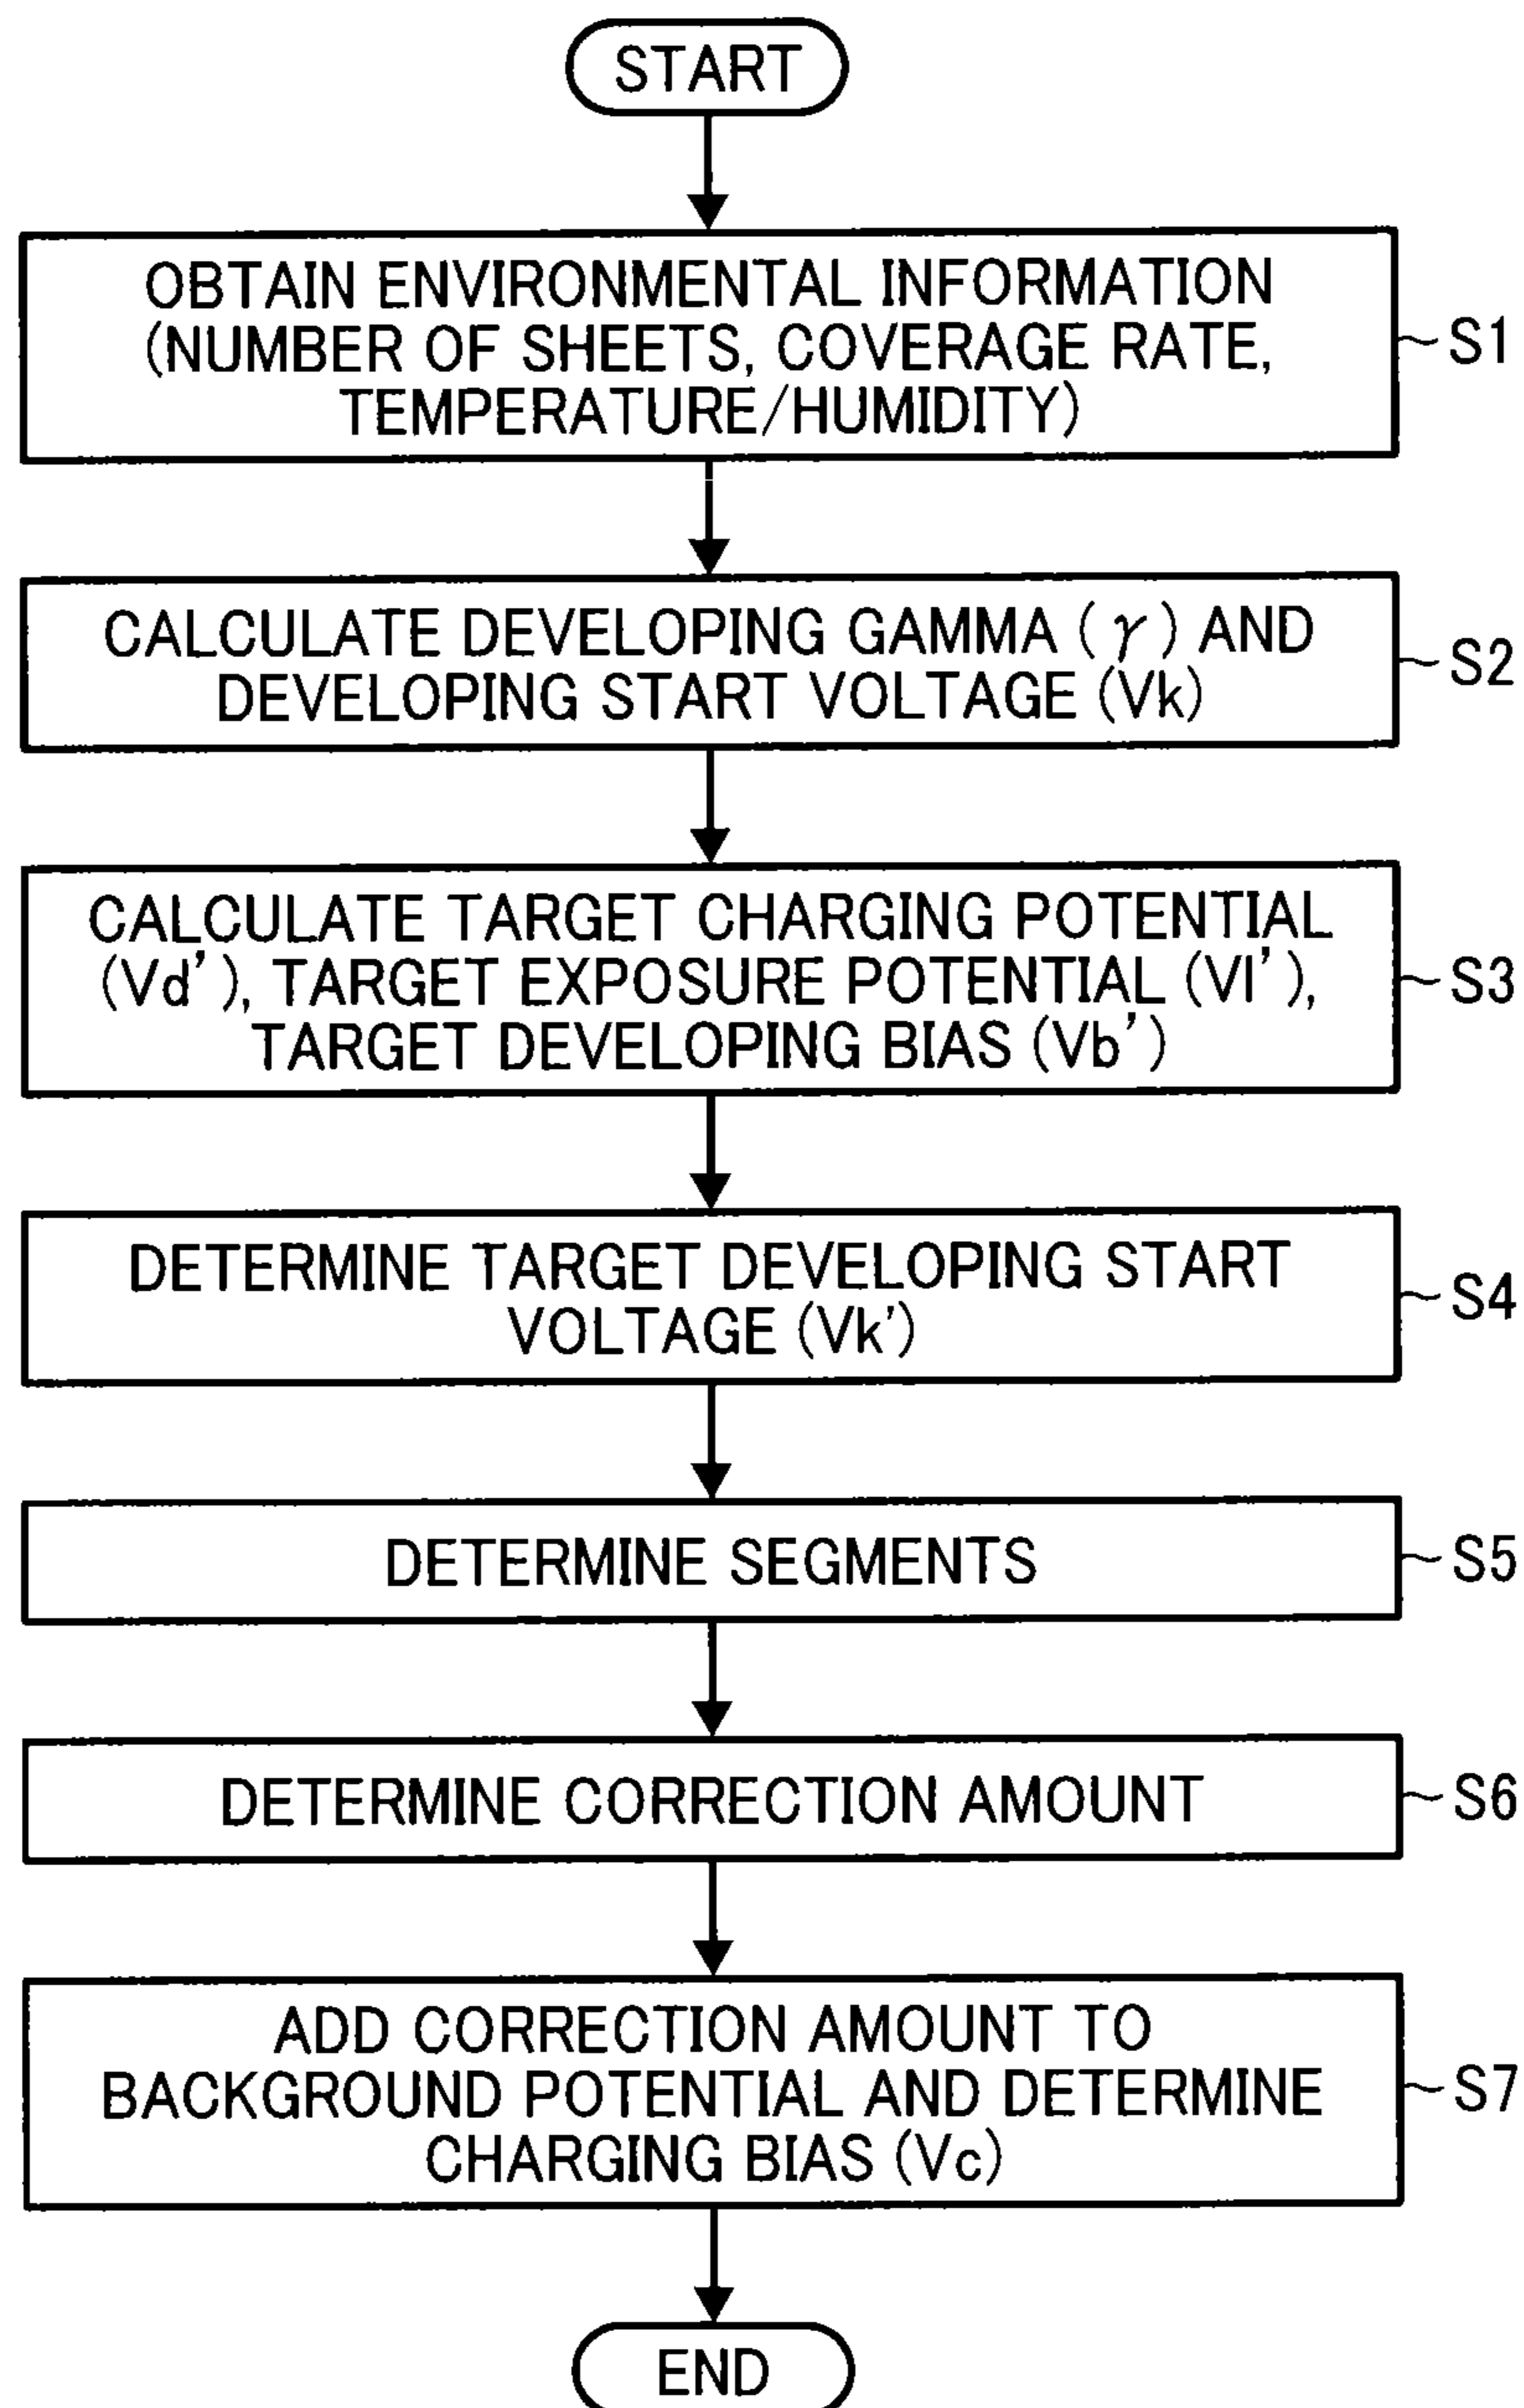 START
OBTAIN ENVIRONMENTAL INFORMATION
(NUMBER OF SHEETS, COVERAGE RATE,
TEMPERATURE/HUMIDITY)
S1
CALCULATE DEVELOPING GAMMA (γ) AND
DEVELOPING START VOLTAGE (Vk)
S2
CALCULATE TARGET CHARGING POTENTIAL
(Vd'), TARGET EXPOSURE POTENTIAL (Vl'),
TARGET DEVELOPING BIAS (Vb')
S3
DETERMINE TARGET DEVELOPING START
VOLTAGE (Vk')
S4
DETERMINE SEGMENTS
S5
DETERMINE CORRECTION AMOUNT
S6
ADD CORRECTION AMOUNT TO
BACKGROUND POTENTIAL AND DETERMINE
CHARGING BIAS (Vc)
S7
END